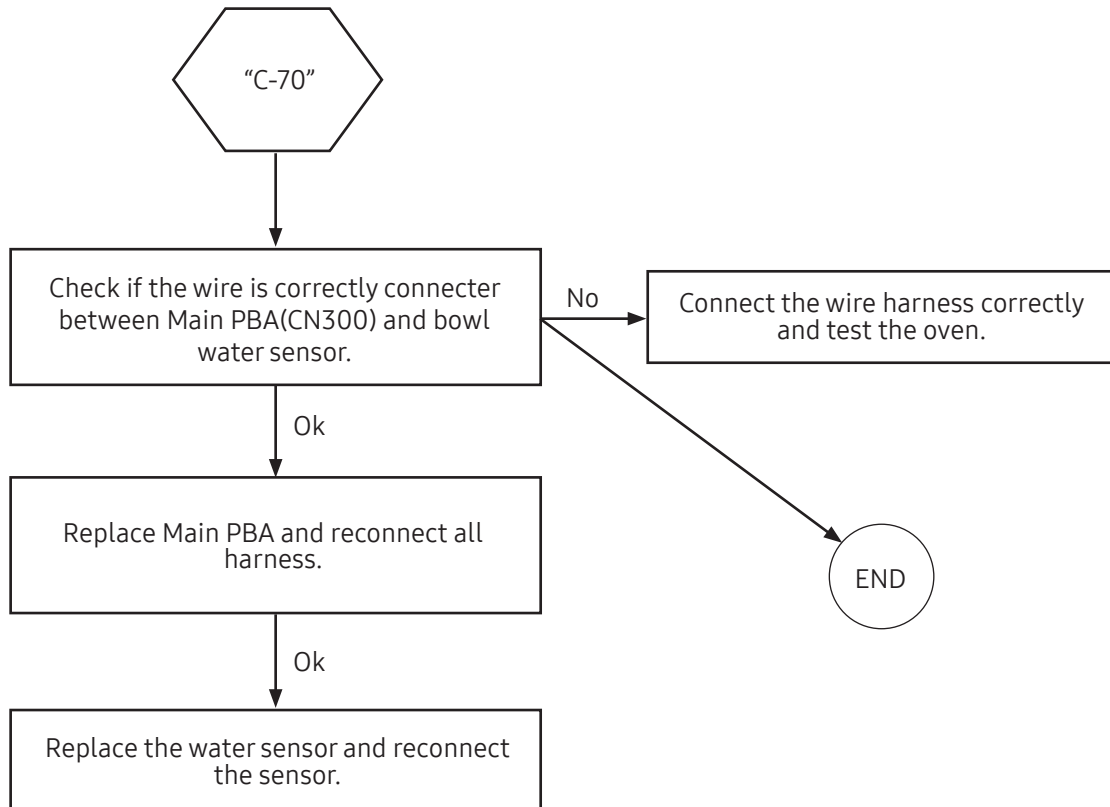 “C-70”
Check if the wire is correctly connecter
between Main PBA(CN300) and bowl
water sensor.
No
Connect the wire harness correctly
and test the oven.
Ok
Replace Main PBA and reconnect all
harness.
END
Ok
Replace the water sensor and reconnect
the sensor.